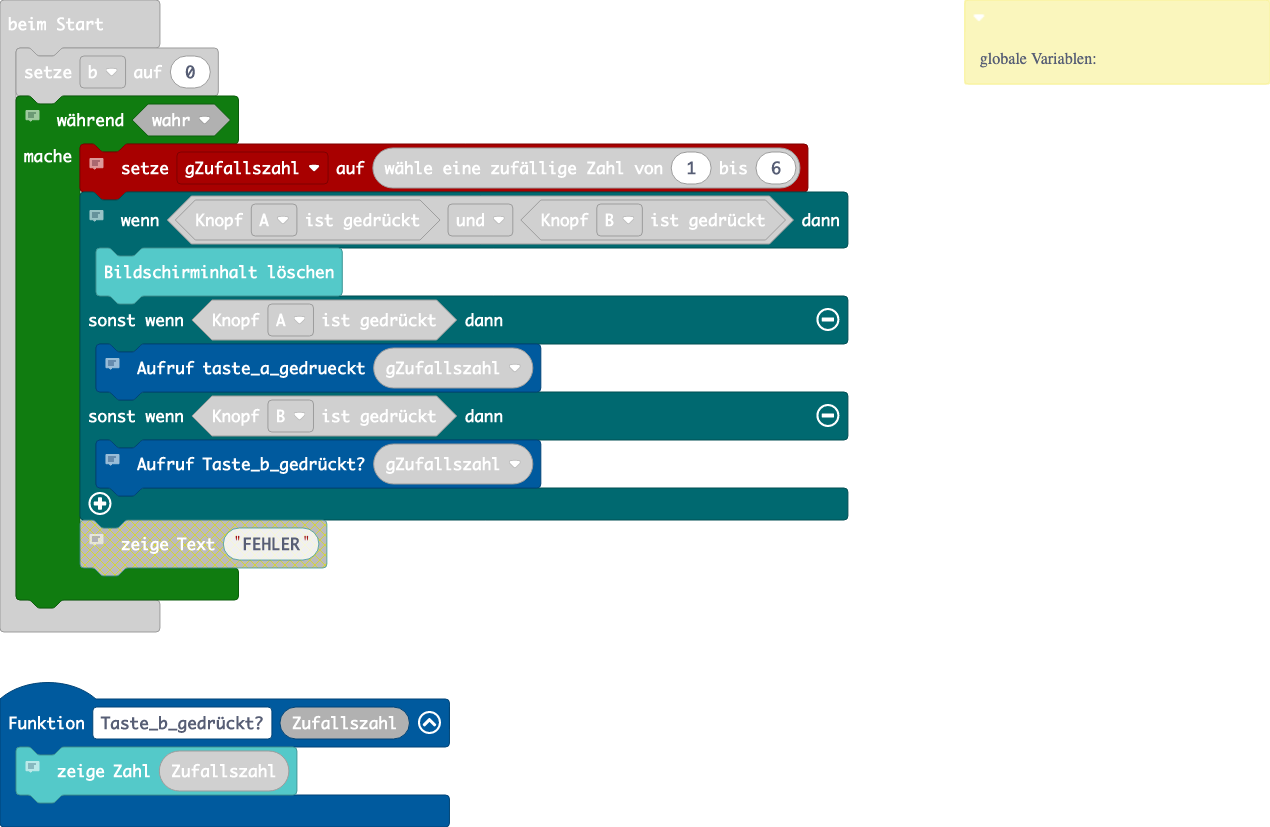 beim Start
setze b auf 0
während wahr
mache
setze gZufallszahl auf wähle eine zufällige Zahl von 1 bis 6
wenn Knopf A ist gedrückt und Knopf B ist gedrückt dann
Bildschirminhalt löschen
sonst wenn Knopf A ist gedrückt dann
Aufruf taste_a_gedrueckt gZufallszahl
sonst wenn Knopf B ist gedrückt dann
Aufruf Taste_b_gedrückt? gZufallszahl
zeige Text "FEHLER"
globale Variablen:
Funktion Taste_b_gedrückt? Zufallszahl
zeige Zahl Zufallszahl